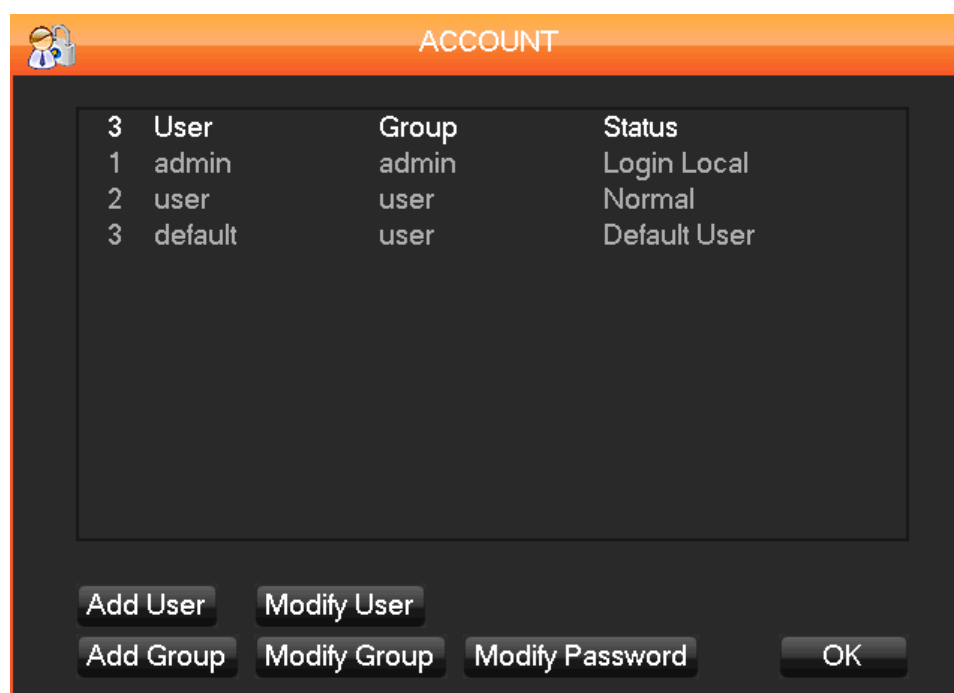 ACCOUNT
3 User Group Status
1 admin admin Login Local
2 user user Normal
3 default user Default User
Add User Modify User
Add Group Modify Group Modify Password OK